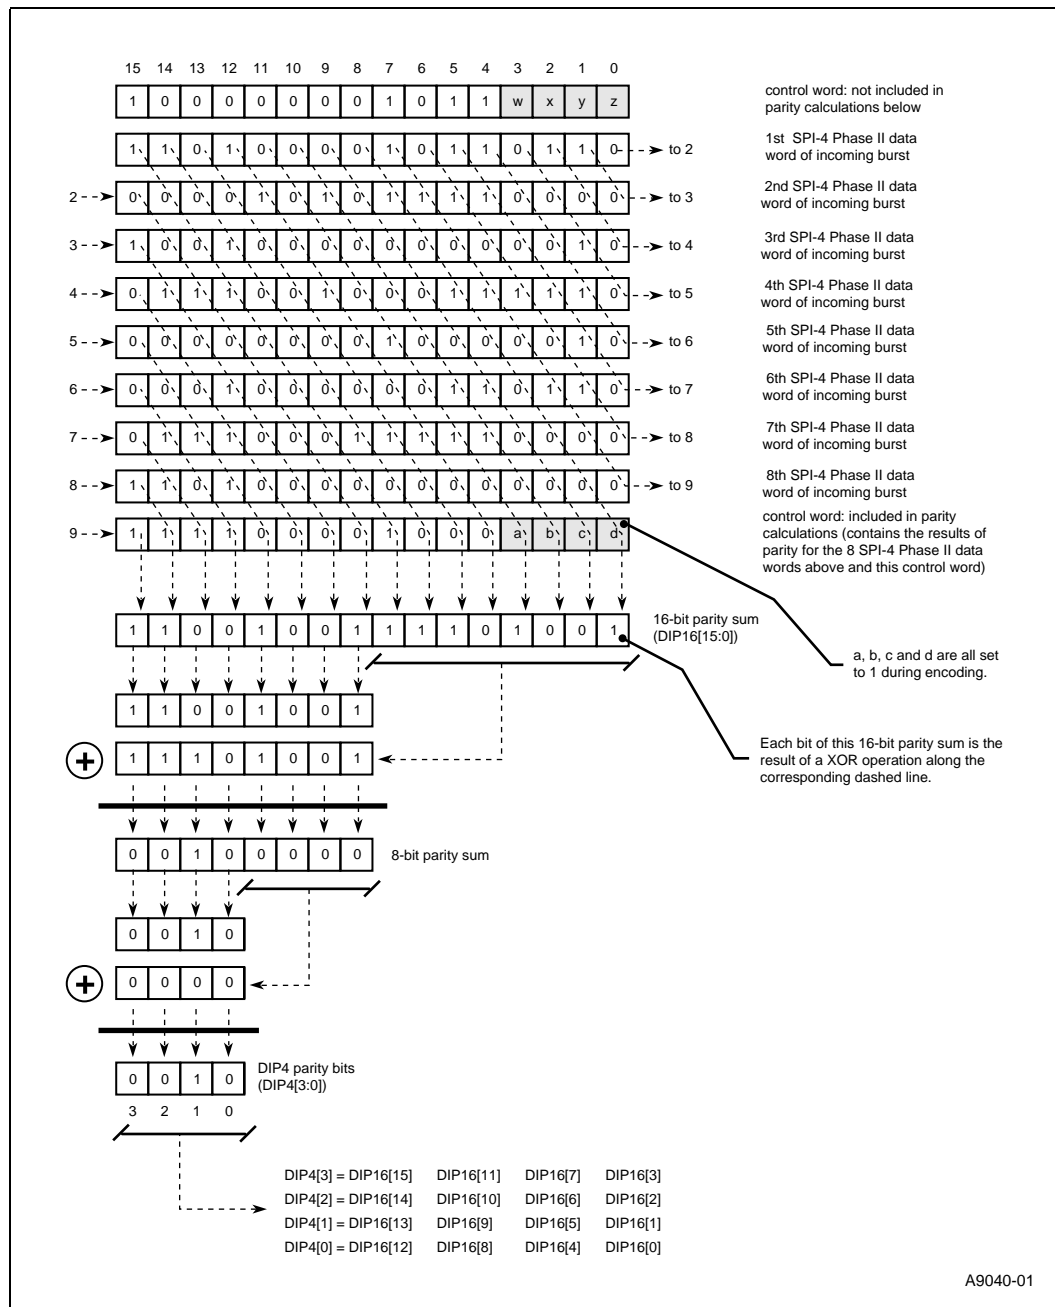 15 14 13 12 11 10 9 8 7 6 5 4 3 2 1 0
1 0 0 0 0 0 0 0 1 0 1 1 w x y z
control word: not included in
parity calculations below
1 1 0 1 0 0 0 0 1 0 1 1 0 1 1 0 to 2
1st SPI-4 Phase II data
word of incoming burst
2 0 0 0 0 1 0 1 0 1 1 1 1 0 0 0 0 to 3
2nd SPI-4 Phase II data
word of incoming burst
3 1 0 0 1 0 0 0 0 0 0 0 0 0 0 1 0 to 4
3rd SPI-4 Phase II data
word of incoming burst
4 0 1 1 1 0 0 1 0 0 0 1 1 1 1 1 0 to 5
4th SPI-4 Phase II data
word of incoming burst
5 0 0 0 0 0 0 0 0 1 0 0 0 0 0 1 0 to 6
5th SPI-4 Phase II data
word of incoming burst
6 0 0 0 1 0 0 0 0 0 0 1 1 0 1 1 0 to 7
6th SPI-4 Phase II data
word of incoming burst
7 0 1 1 1 0 0 0 1 1 1 1 1 0 0 0 0 to 8
7th SPI-4 Phase II data
word of incoming burst
8 1 1 0 1 0 0 0 0 0 0 0 0 0 0 0 0 to 9
8th SPI-4 Phase II data
word of incoming burst
9 1 1 1 1 0 0 0 0 1 0 0 0 a b c d
control word: included in parity
calculations (contains the results of
parity for the 8 SPI-4 Phase II data
words above and this control word)
1 1 0 0 1 0 0 1 1 1 1 0 1 0 0 1
16-bit parity sum
(DIP16[15:0])
a, b, c and d are all set
to 1 during encoding.
1 1 0 0 1 0 0 1
Each bit of this 16-bit parity sum is the
result of a XOR operation along the
corresponding dashed line.
+ 1 1 1 0 1 0 0 1
0 0 1 0 0 0 0 0 8-bit parity sum
0 0 1 0
+ 0 0 0 0
0 0 1 0
DIP4 parity bits
(DIP4[3:0])
3 2 1 0
DIP4[3] = DIP16[15] DIP16[11] DIP16[7] DIP16[3]
DIP4[2] = DIP16[14] DIP16[10] DIP16[6] DIP16[2]
DIP4[1] = DIP16[13] DIP16[9] DIP16[5] DIP16[1]
DIP4[0] = DIP16[12] DIP16[8] DIP16[4] DIP16[0]
A9040-01